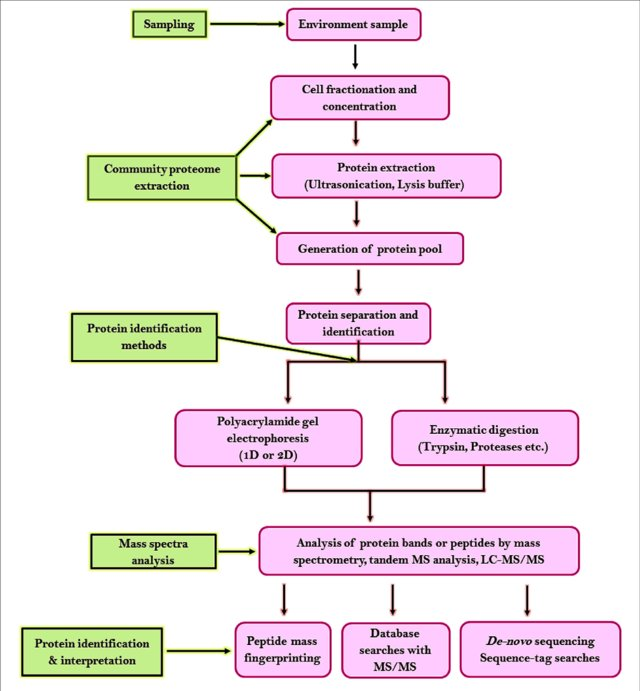 Sampling
Environment sample
Cell fractionation and
concentration
Community proteome
extraction
Protein extraction
(Ultrasonication, Lysis buffer)
Generation of protein pool
Protein separation and
identification
Protein identification
methods
Polyacrylamide gel
electrophoresis
(1D or 2D)
Enzymatic digestion
(Trypsin, Proteases etc.)
Mass spectra
analysis
Analysis of protein bands or peptides by mass
spectrometry, tandem MS analysis, LC-MS/MS
Protein identification
& interpretation
Peptide mass
fingerprinting
Database
searches with
MS/MS
De-novo sequencing
Sequence-tag searches